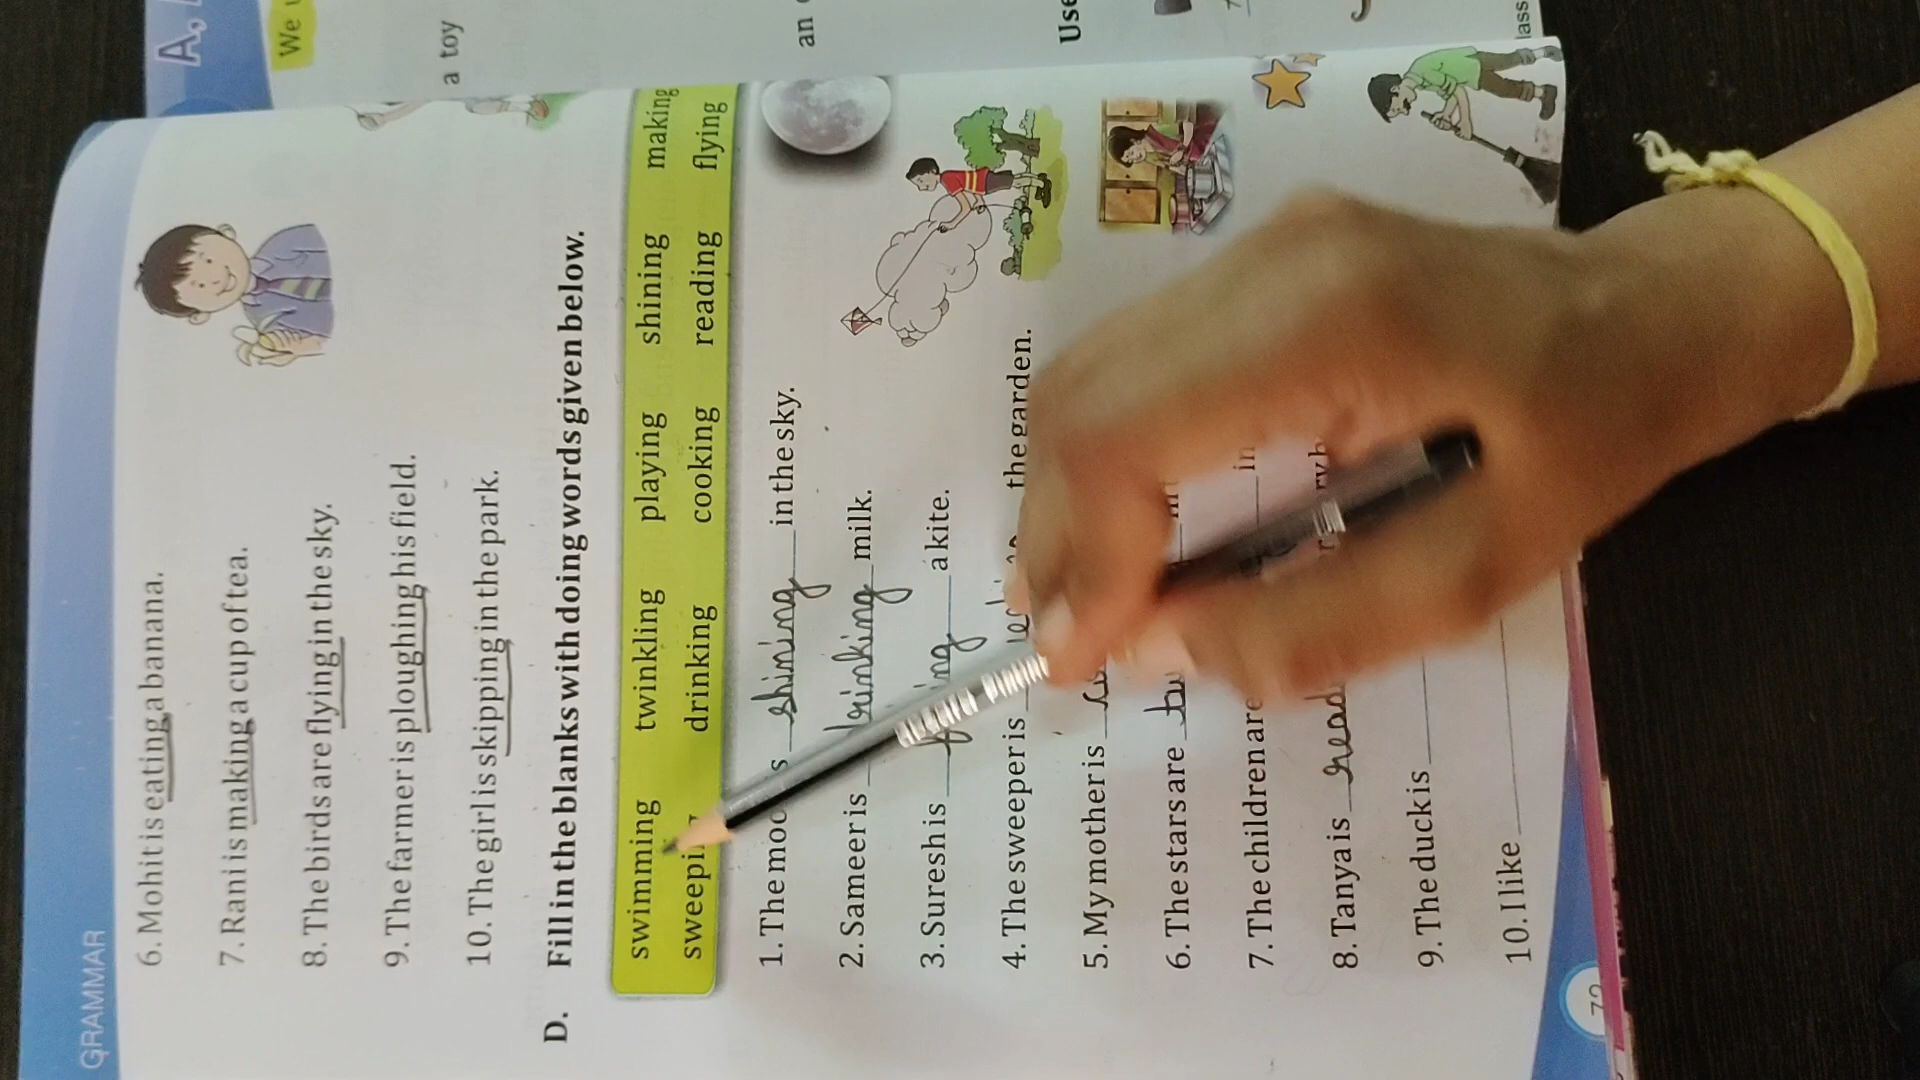 GRAMMAR
6. Mohit is eating a banana.
7. Rani is making a cup of tea.
8. The birds are flying in the sky.
9. The farmer is ploughing his field.
10. The girl is skipping in the park.
D. Fill in the blanks with doing words given below.
swimming twinkling playing shining making
drinking cooking reading flying
1. The shining in the sky.
2. Sameer is milk.
3. Suresh is a kite.
4. The sweeper is the garden.
5. My mother is
6. The stars are
7. The children are in
8. Tanya is
9. The duck is
10. I like
We
a toy
an